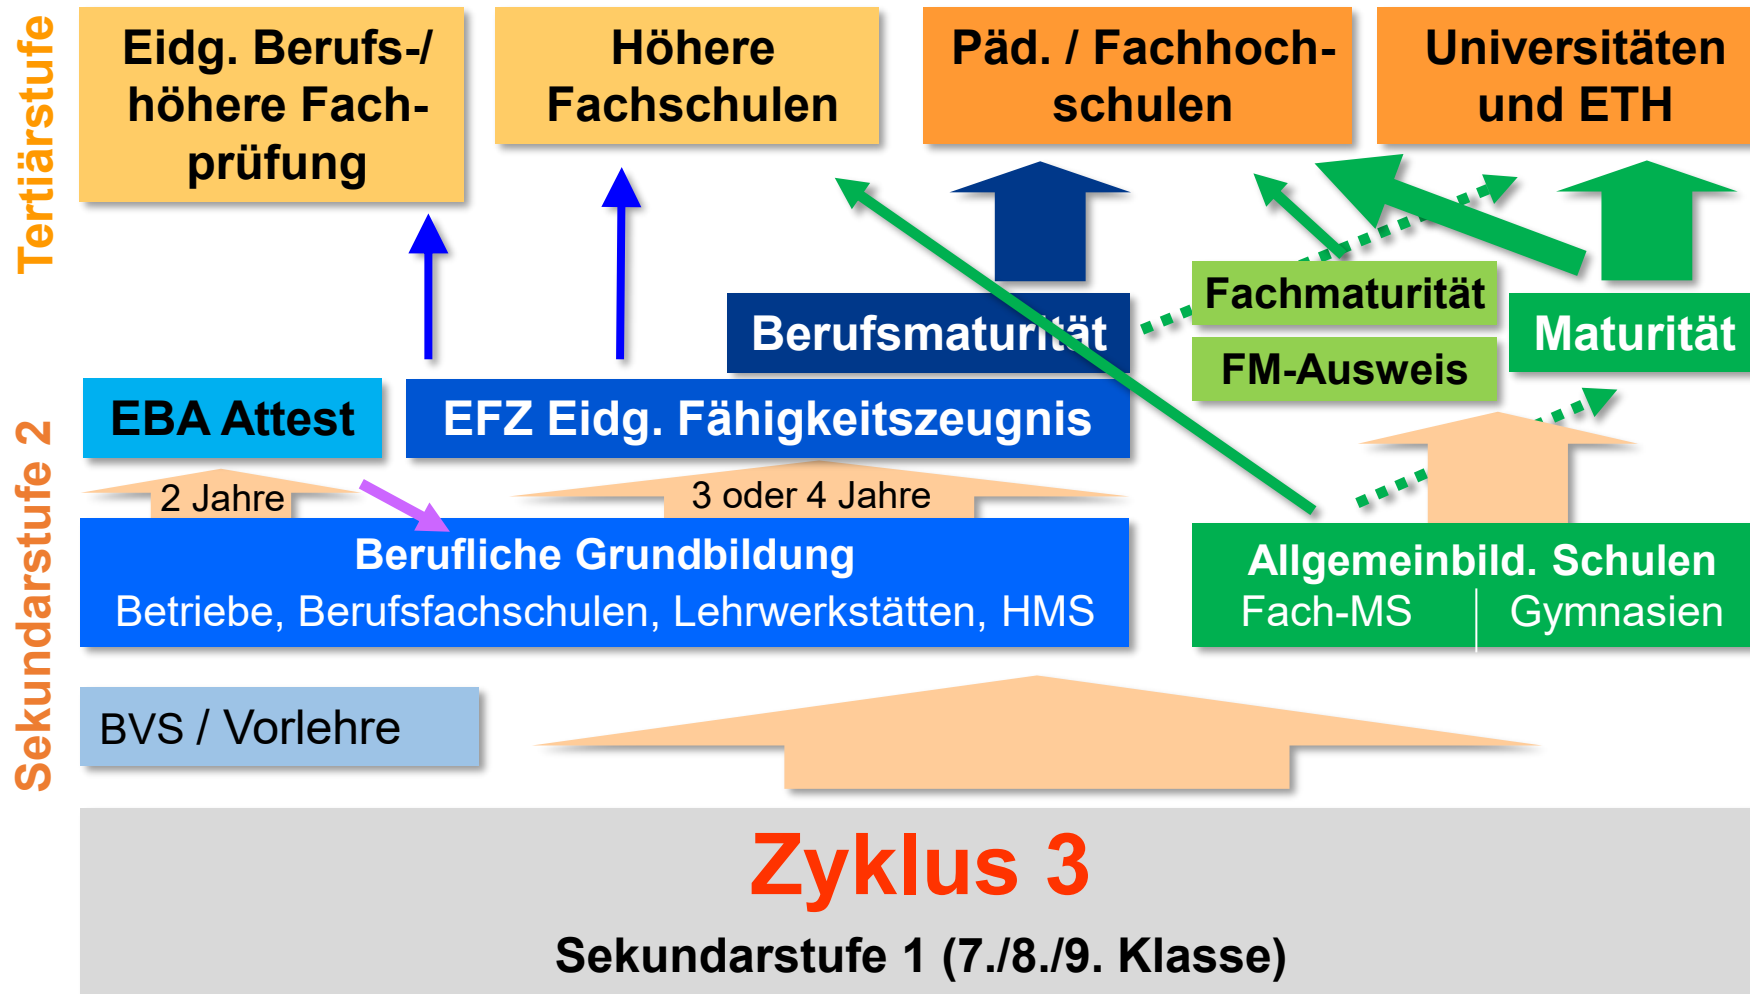 Tertiärstufe
Eidg. Berufs-/
höhere Fach-
prüfung
Höhere
Fachschulen
Päd. / Fachhoch-
schulen
Universitäten
und ETH
Berufsmaturität
Fachmaturität
FM-Ausweis
Maturität
Sekundarstufe 2
EBA Attest
EFZ Eidg. Fähigkeitszeugnis
2 Jahre
3 oder 4 Jahre
Berufliche Grundbildung
Betriebe, Berufsfachschulen, Lehrwerkstätten, HMS
Allgemeinbild. Schulen
Fach-MS
Gymnasien
BVS / Vorlehre
Zyklus 3
Sekundarstufe 1 (7./8./9. Klasse)